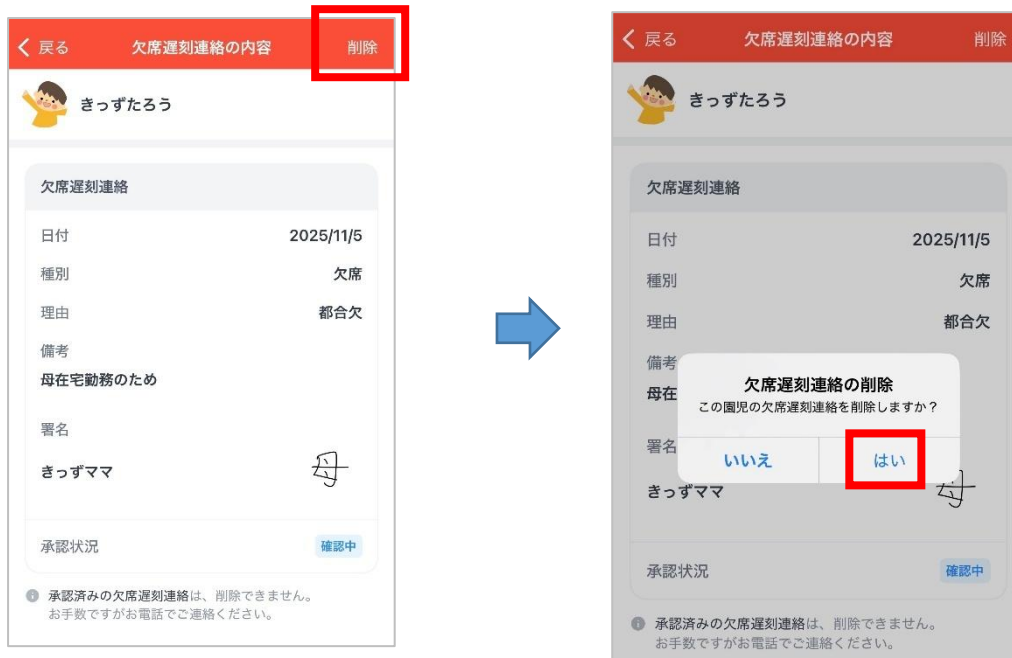 戻る 欠席遅刻連絡の内容 削除
きっずたろう
欠席遅刻連絡
日付 2025/11/5
種別 欠席
理由 都合欠
備考
母在宅勤務のため
署名
きっずママ 母
承認状況 確認中
承認済みの欠席遅刻連絡は、削除できません。
お手数ですがお電話でご連絡ください。
戻る 欠席遅刻連絡の内容 削除
きっずたろう
欠席遅刻連絡
日付 2025/11/5
種別 欠席
理由 都合欠
備考
母在
欠席遅刻連絡の削除
この園児の欠席遅刻連絡を削除しますか？
いいえ はい
署名
きっずママ 母
承認状況 確認中
承認済みの欠席遅刻連絡は、削除できません。
お手数ですがお電話でご連絡ください。